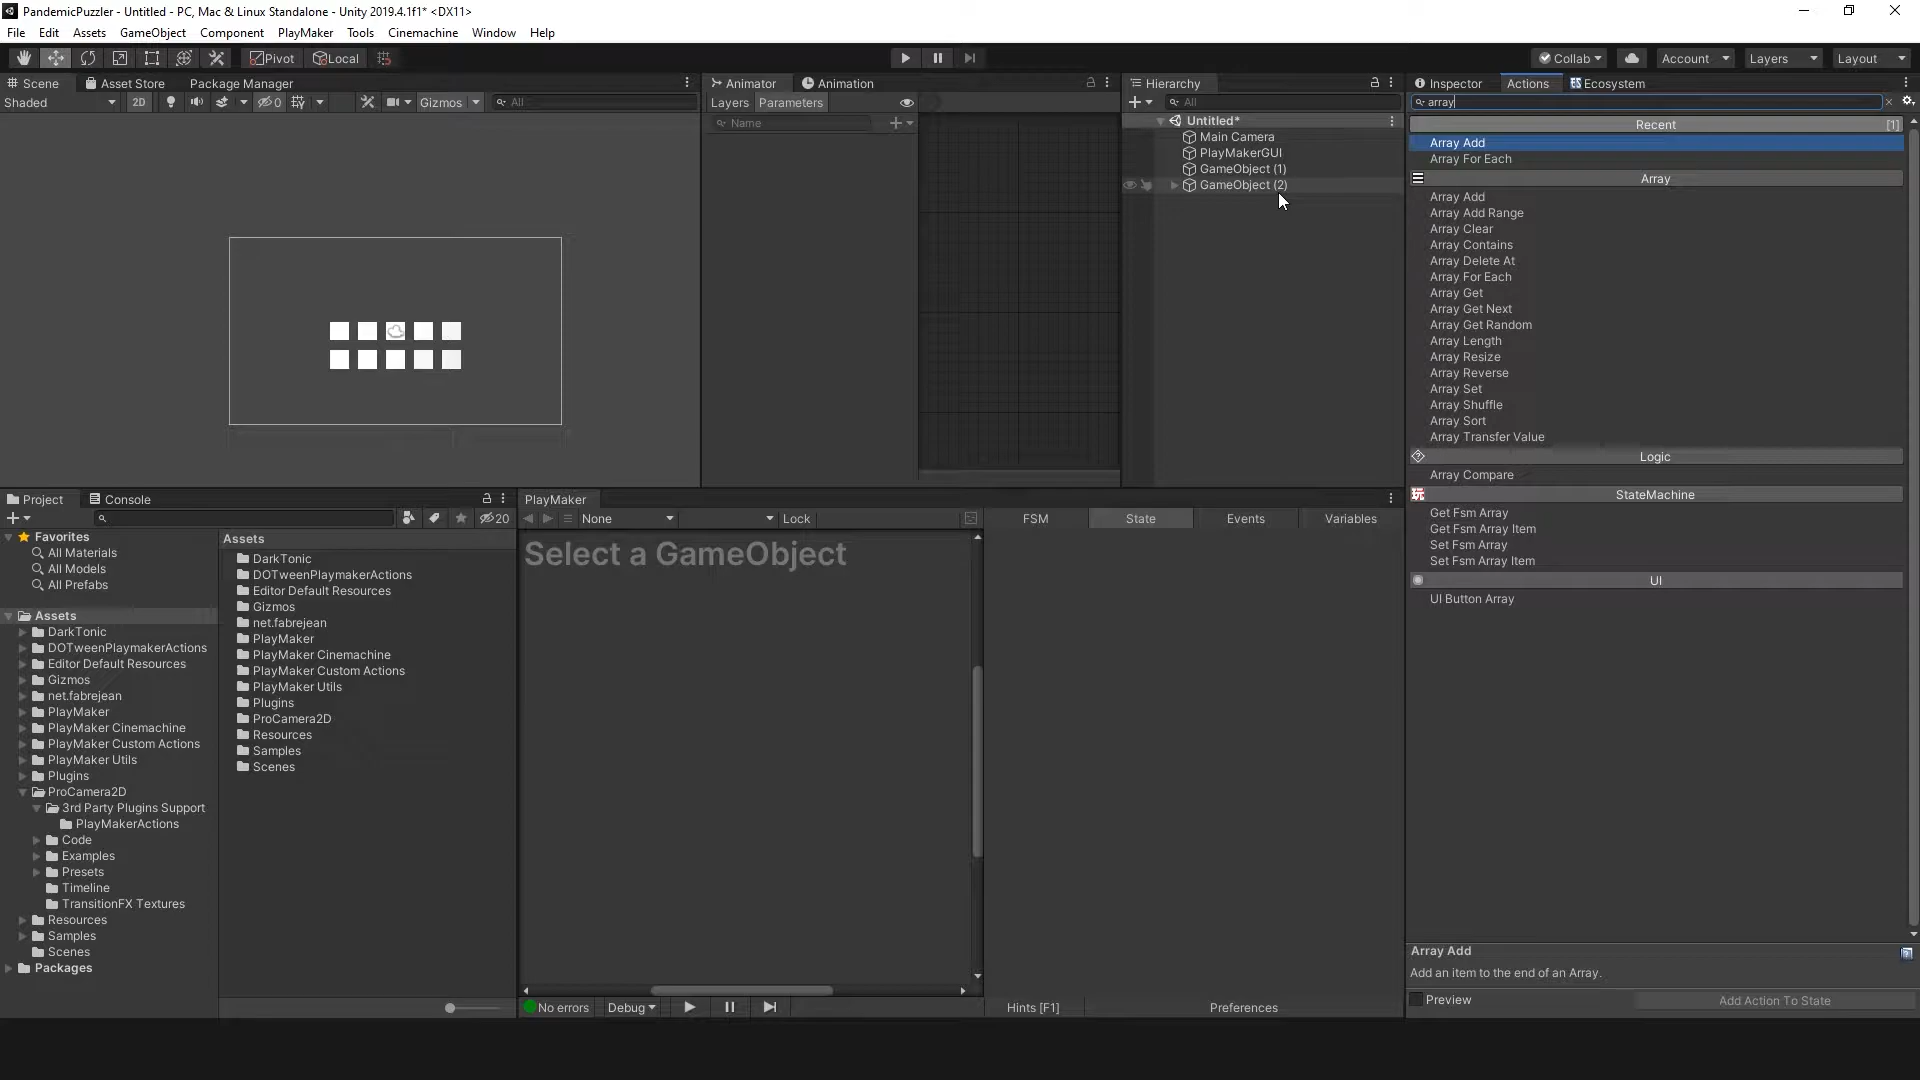 PandemicPuzzler - Untitled - PC, Mac & Linux Standalone - Unity 2019.4.1f1* <DX11>
File Edit Assets GameObject Component PlayMaker Tools Cinemachine Window Help
Pivot Local Collab Account Layers Layout
Scene Asset Store Package Manager
Shaded 2D 0 Gizmos All
Animator Animation
Layers Parameters
Name
Hierarchy
All
Untitled*
Main Camera
PlayMakerGUI
GameObject (1)
GameObject (2)
Inspector Actions Ecosystem
array
Recent [1]
Array Add
Array For Each
Array
Array Add
Array Add Range
Array Clear
Array Contains
Array Delete At
Array For Each
Array Get
Array Get Next
Array Get Random
Array Length
Array Resize
Array Reverse
Array Set
Array Shuffle
Array Sort
Array Transfer Value
Logic
Array Compare
StateMachine
Get Fsm Array
Get Fsm Array Item
Set Fsm Array
Set Fsm Array Item
UI
UI Button Array
Array Add
Add an item to the end of an Array.
Preview Add Action To State
Project Console
20
Favorites
All Materials
All Models
All Prefabs
Assets
DarkTonic
DOTweenPlaymakerActions
Editor Default Resources
Gizmos
net.fabrejean
PlayMaker
PlayMaker Cinemachine
PlayMaker Custom Actions
PlayMaker Utils
Plugins
ProCamera2D
3rd Party Plugins Support
PlayMakerActions
Code
Examples
Presets
Timeline
TransitionFX Textures
Resources
Samples
Scenes
Packages
Assets
DarkTonic
DOTweenPlaymakerActions
Editor Default Resources
Gizmos
net.fabrejean
PlayMaker
PlayMaker Cinemachine
PlayMaker Custom Actions
PlayMaker Utils
Plugins
ProCamera2D
Resources
Samples
Scenes
PlayMaker
None Lock FSM State Events Variables
Select a GameObject
No errors Debug Hints [F1] Preferences